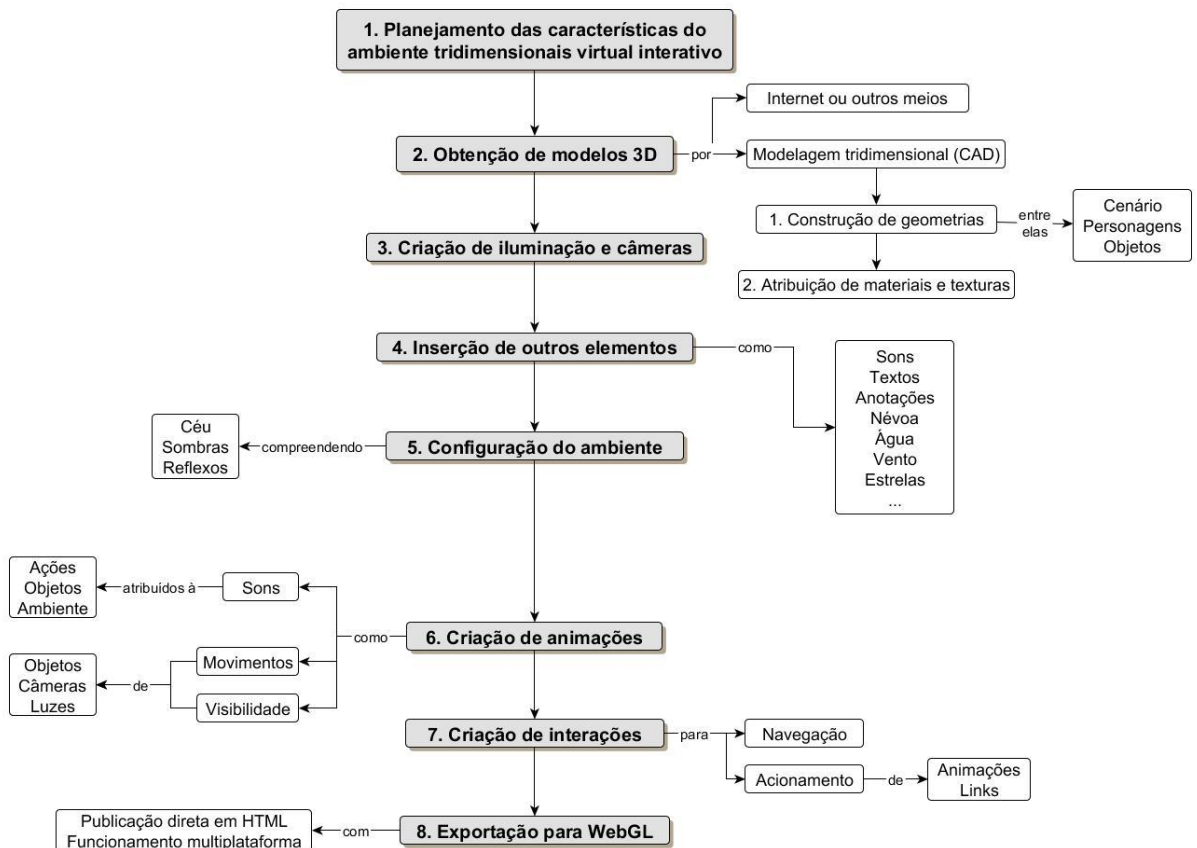 1. Planejamento das características do
ambiente tridimensionais virtual interativo
Internet ou outros meios
2. Obtenção de modelos 3D
por
Modelagem tridimensional (CAD)
1. Construção de geometrias
entre
elas
Cenário
Personagens
Objetos
3. Criação de iluminação e câmeras
2. Atribuição de materiais e texturas
4. Inserção de outros elementos
como
Sons
Textos
Anotações
Névoa
Água
Vento
Estrelas
...
5. Configuração do ambiente
compreendendo
Céu
Sombras
Reflexos
6. Criação de animações
como
Sons
atribuídos à
Ações
Objetos
Ambiente
Movimentos
Visibilidade
de
Objetos
Câmeras
Luzes
7. Criação de interações
para
Navegação
Acionamento
de
Animações
Links
8. Exportação para WebGL
com
Publicação direta em HTML
Funcionamento multiplataforma